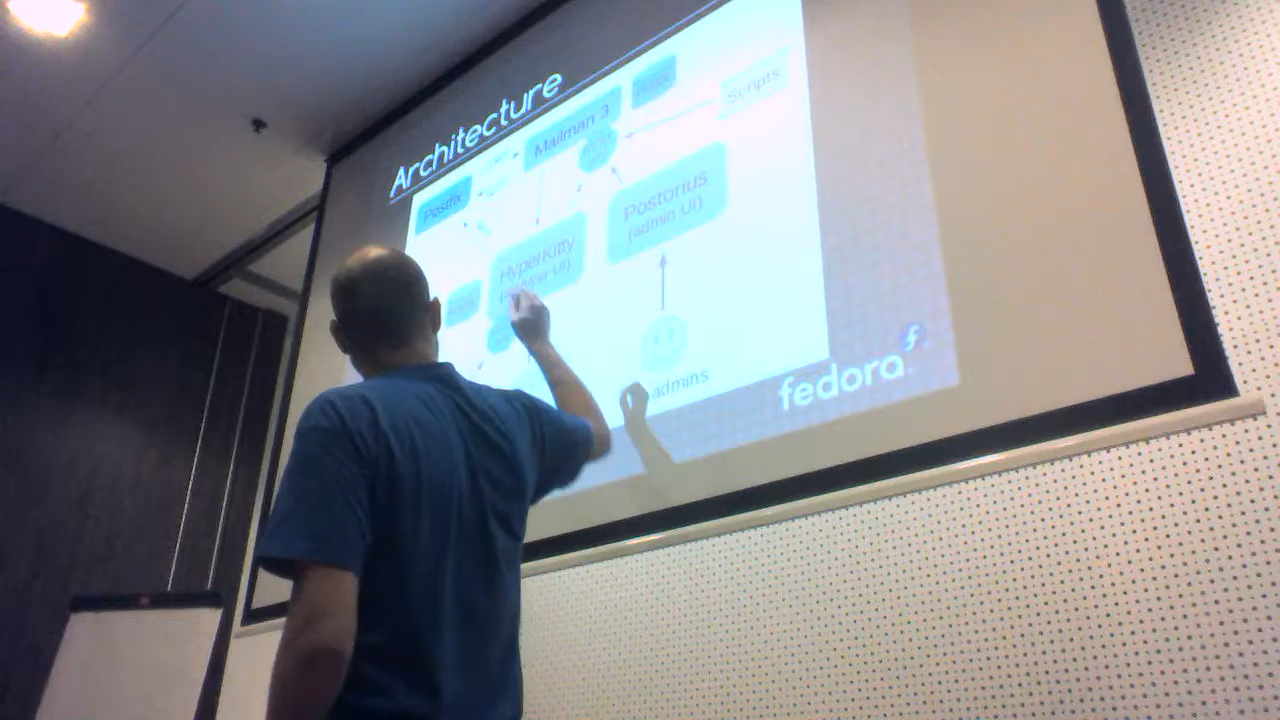 Architecture
Mailman 3
Scripts
Postfix
Postorius
(admin UI)
HyperKitty
admins
fedora